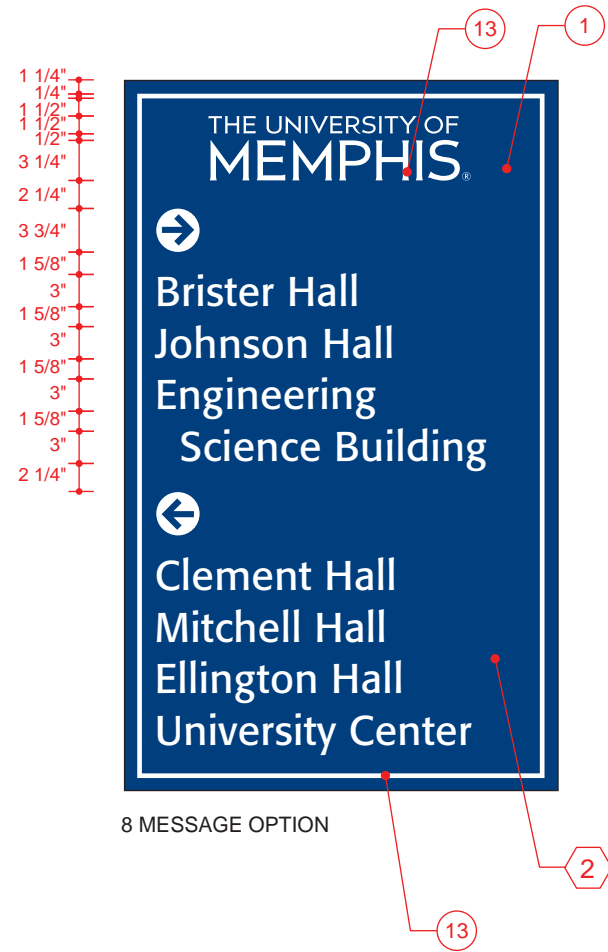 13
1
1 1/4"
1/4"
1 1/2"
1 1/2"
1/2"
3 1/4"
2 1/4"
3 3/4"
1 5/8"
3"
1 5/8"
3"
1 5/8"
3"
1 5/8"
3"
2 1/4"
THE UNIVERSITY OF
MEMPHIS®
Brister Hall
Johnson Hall
Engineering
Science Building
Clement Hall
Mitchell Hall
Ellington Hall
University Center
8 MESSAGE OPTION
2
13